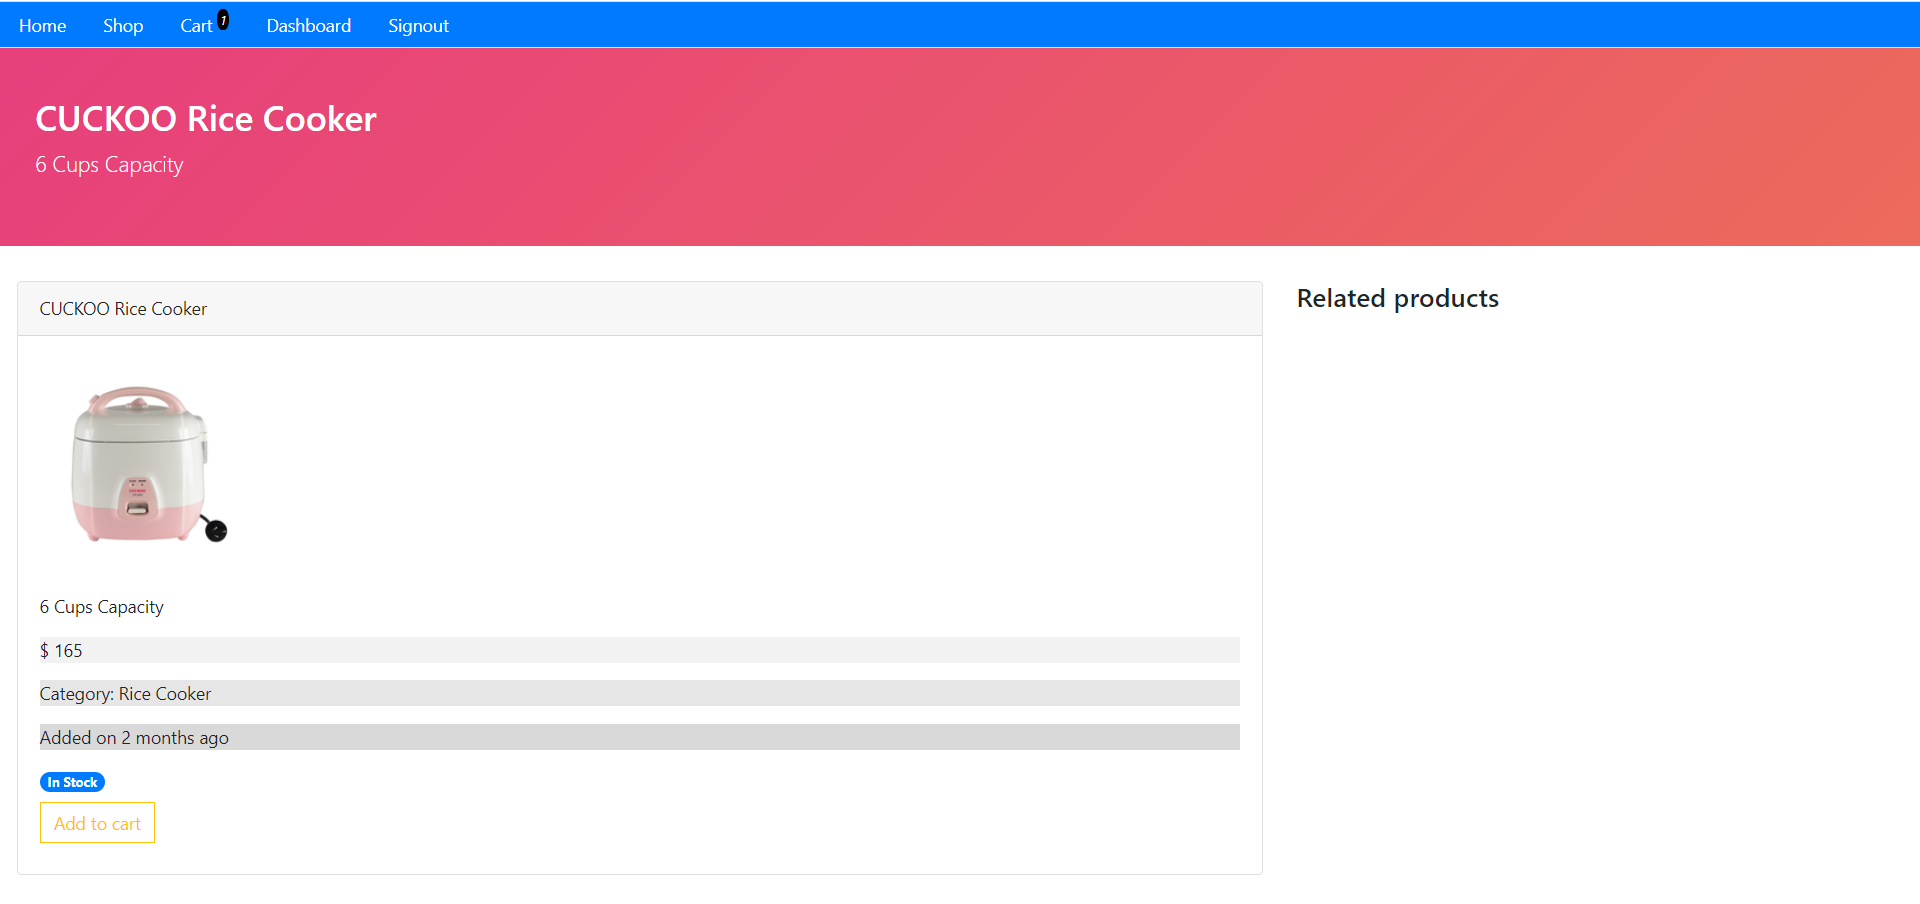 Home Shop Cart 1 Dashboard Signout
CUCKOO Rice Cooker
6 Cups Capacity
CUCKOO Rice Cooker
6 Cups Capacity
$ 165
Category: Rice Cooker
Added on 2 months ago
In Stock
Add to cart
Related products